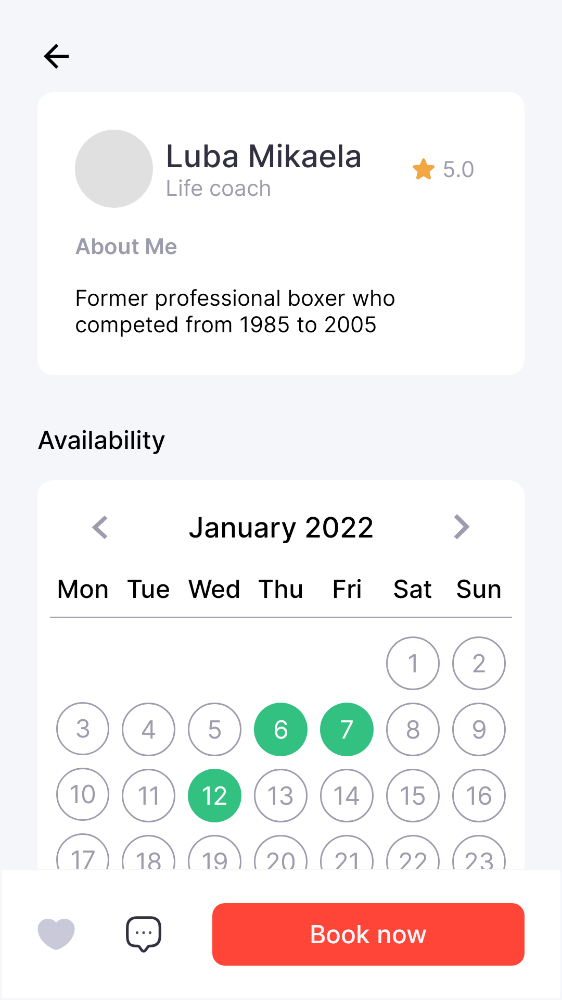 Luba Mikaela
Life coach
5.0
About Me
Former professional boxer who
competed from 1985 to 2005
Availability
January 2022
Mon Tue Wed Thu Fri Sat Sun
1 2
3 4 5 6 7 8 9
10 11 12 13 14 15 16
17 18 19 20 21 22 23
Book now